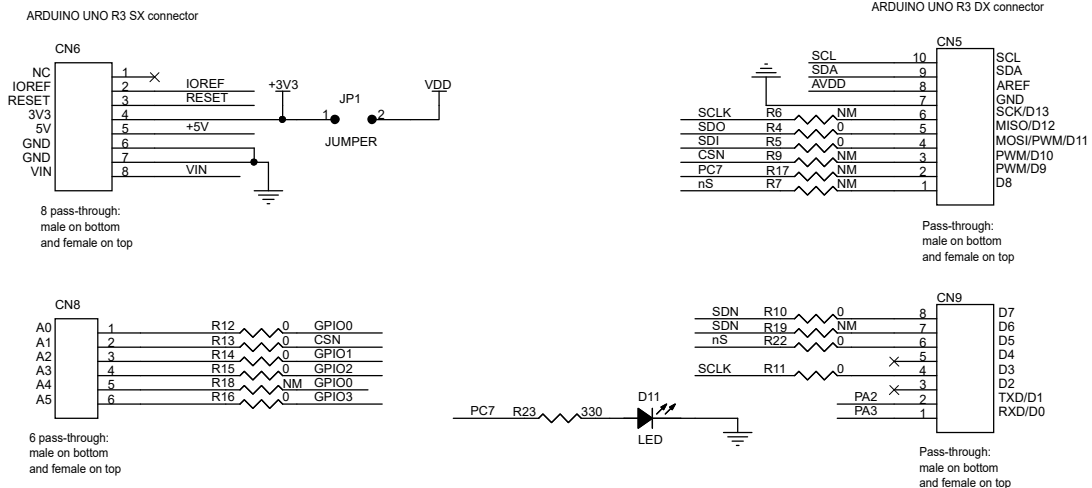 ARDUINO UNO R3 SX connector
CN6
NC 1
IOREF 2 IOREF
RESET 3 RESET
3V3 4
5V 5 +5V
GND 6
GND 7
VIN 8 VIN
+3V3
JP1
1 2
JUMPER
VDD
8 pass-through:
male on bottom
and female on top
ARDUINO UNO R3 DX connector
CN5
SCL 10 SCL
SDA 9 SDA
AVDD 8 AREF
7 GND
SCLK R6 NM 6 SCK/D13
SDO R4 0 5 MISO/D12
SDI R5 0 4 MOSI/PWM/D11
CSN R9 NM 3 PWM/D10
PC7 R17 NM 2 PWM/D9
nS R7 NM 1 D8
Pass-through:
male on bottom
and female on top
CN8
A0 1 R12 0 GPIO0
A1 2 R13 0 CSN
A2 3 R14 0 GPIO1
A3 4 R15 0 GPIO2
A4 5 R18 NM GPIO0
A5 6 R16 0 GPIO3
6 pass-through:
male on bottom
and female on top
PC7 R23 330
D11
LED
CN9
SDN R10 0 8 D7
SDN R19 NM 7 D6
nS R22 0 6 D5
5 D4
SCLK R11 0 4 D3
3 D2
PA2 2 TXD/D1
PA3 1 RXD/D0
Pass-through:
male on bottom
and female on top